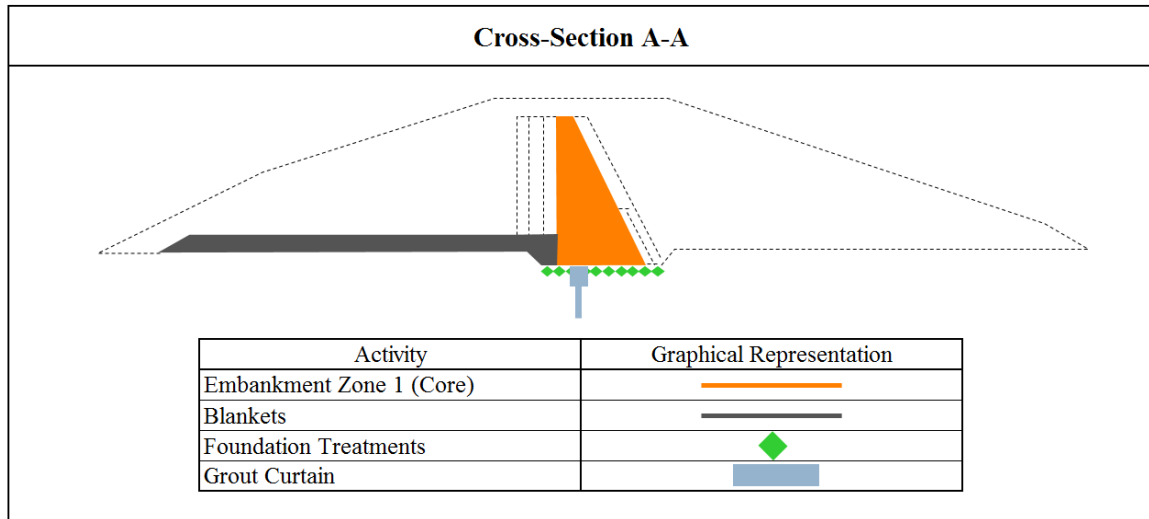 Cross-Section A-A
Activity Graphical Representation
Embankment Zone 1 (Core)
Blankets
Foundation Treatments
Grout Curtain